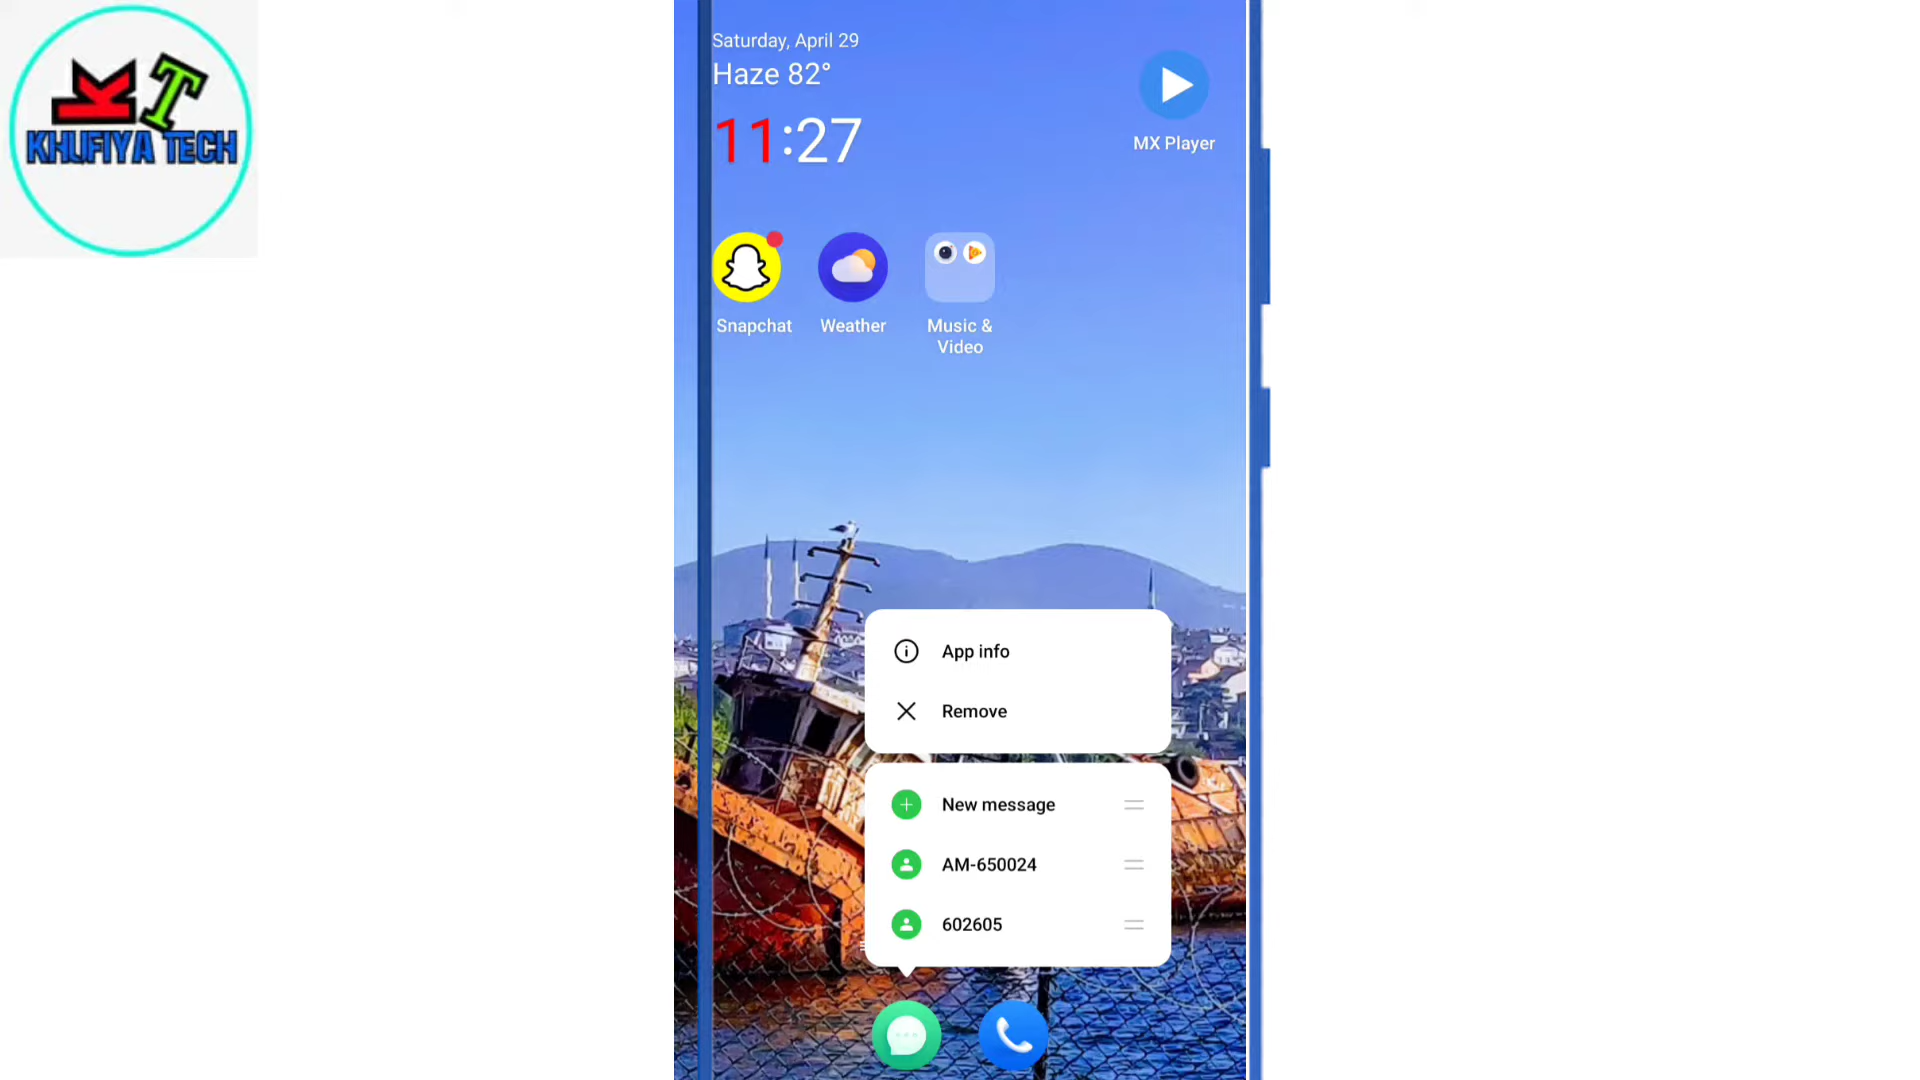 KT
KHUFIYA TECH
Saturday, April 29
Haze 82°
11:27
MX Player
Snapchat
Weather
Music &
Video
App info
Remove
New message
AM-650024
602605